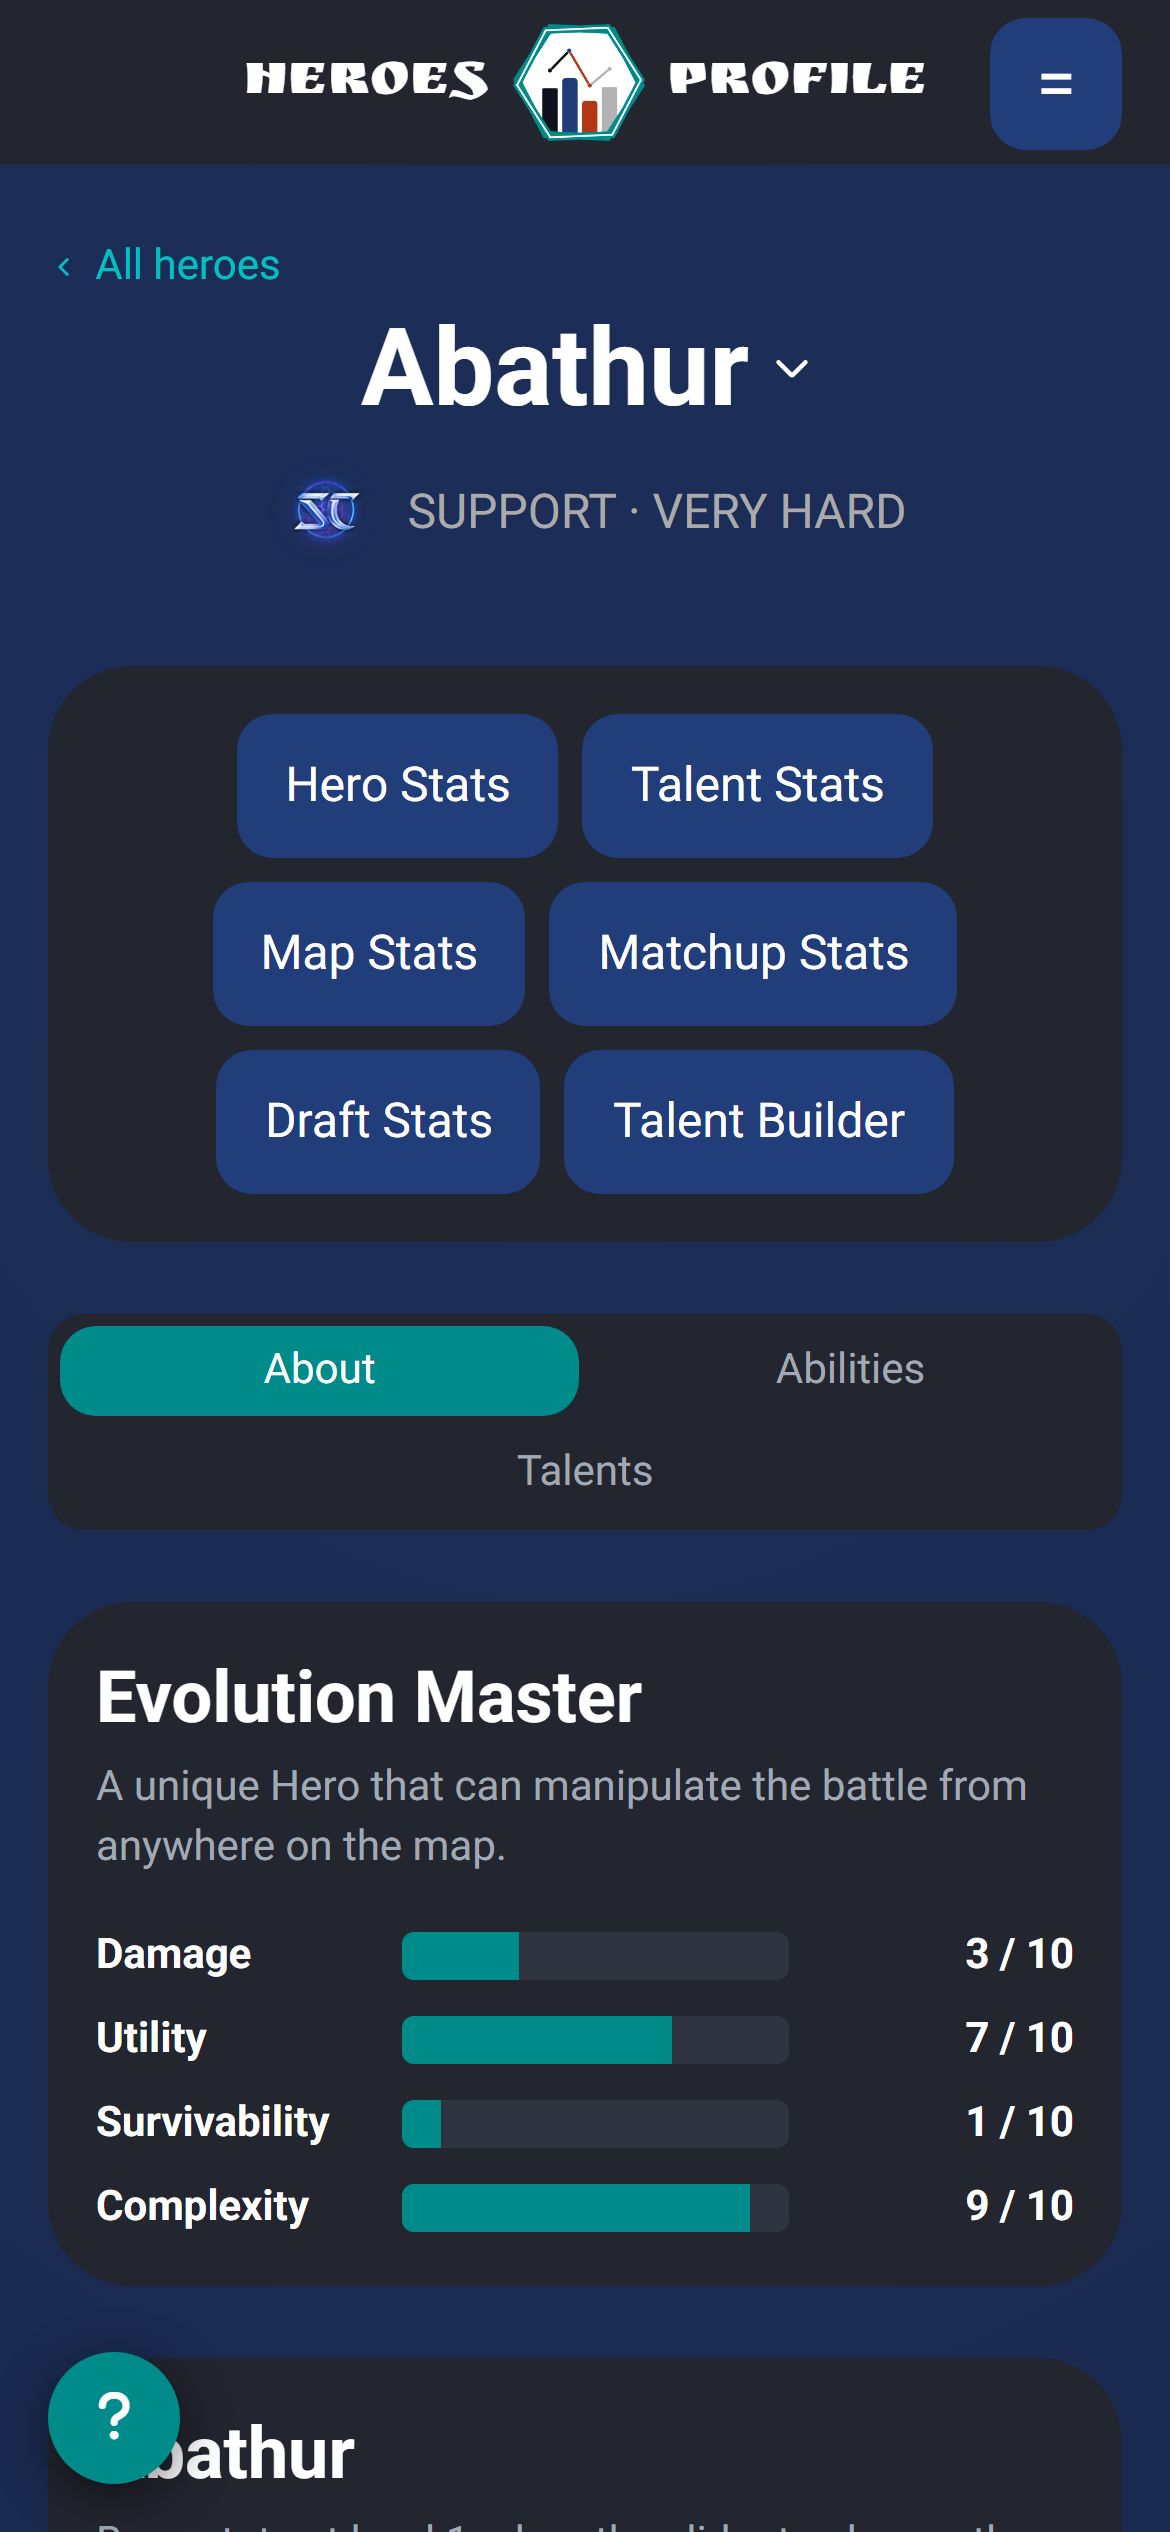 HEROES PROFILE
=
All heroes
Abathur
SC
SUPPORT · VERY HARD
Hero Stats
Talent Stats
Map Stats
Matchup Stats
Draft Stats
Talent Builder
About
Abilities
Talents
Evolution Master
A unique Hero that can manipulate the battle from
anywhere on the map.
Damage 3 / 10
Utility 7 / 10
Survivability 1 / 10
Complexity 9 / 10
?
bathur